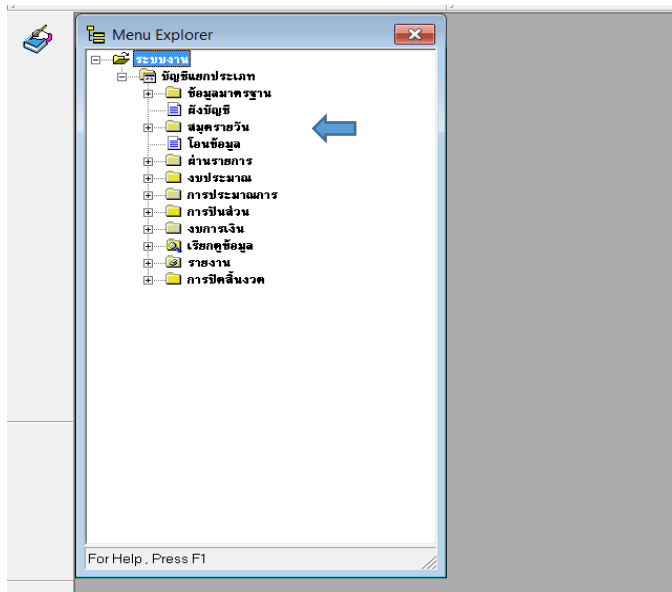 Menu Explorer
ระบบงาน
บัญชีแยกประเภท
ข้อมูลมาตรฐาน
ผังบัญชี
สมุดรายวัน
โอนข้อมูล
ผ่านรายการ
งบประมาณ
การประมาณการ
การปันส่วน
งบการเงิน
เรียกดูข้อมูล
รายงาน
การปิดสิ้นงวด
For Help , Press F1